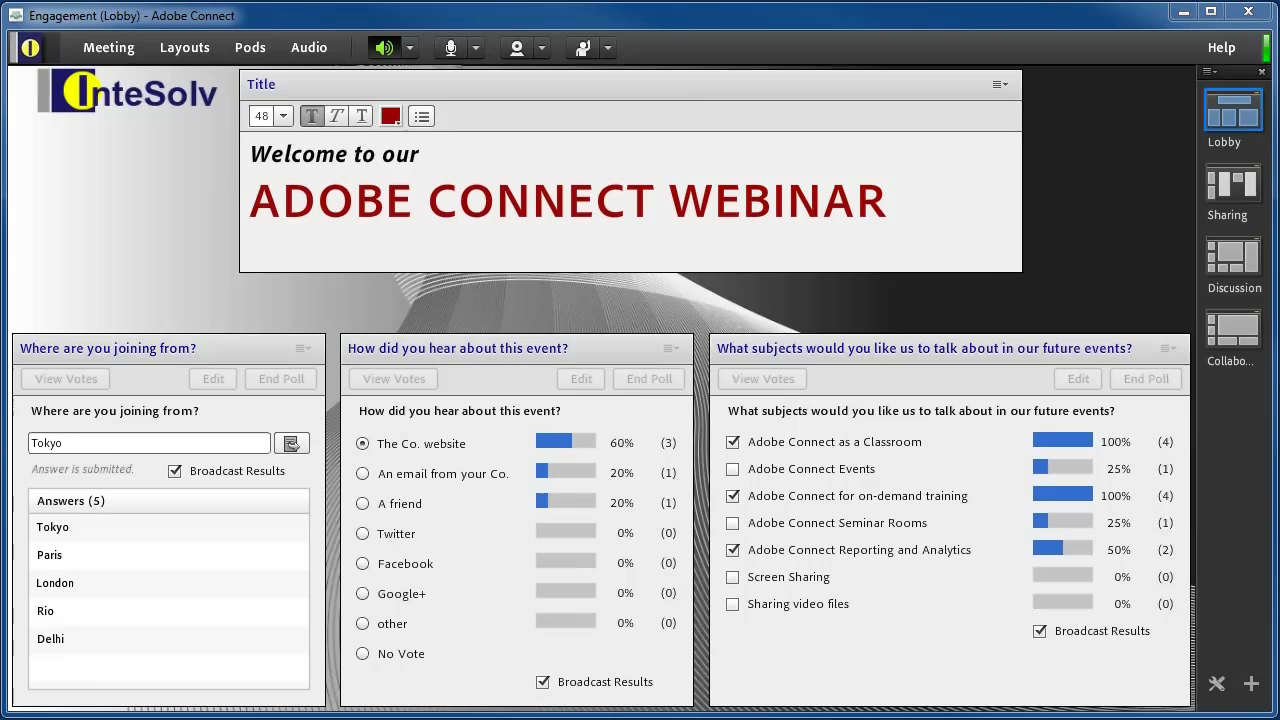 Engagement (Lobby) - Adobe Connect
Meeting Layouts Pods Audio Help
InteSolv
Title
48 T T T
Welcome to our
ADOBE CONNECT WEBINAR
Lobby
Sharing
Discussion
Collabo...
Where are you joining from?
View Votes Edit End Poll
Where are you joining from?
Tokyo
Answer is submitted. Broadcast Results
Answers (5)
Tokyo
Paris
London
Rio
Delhi
How did you hear about this event?
View Votes Edit End Poll
How did you hear about this event?
The Co. website 60% (3)
An email from your Co. 20% (1)
A friend 20% (1)
Twitter 0% (0)
Facebook 0% (0)
Google+ 0% (0)
other 0% (0)
No Vote
Broadcast Results
What subjects would you like us to talk about in our future events?
View Votes Edit End Poll
What subjects would you like us to talk about in our future events?
Adobe Connect as a Classroom 100% (4)
Adobe Connect Events 25% (1)
Adobe Connect for on-demand training 100% (4)
Adobe Connect Seminar Rooms 25% (1)
Adobe Connect Reporting and Analytics 50% (2)
Screen Sharing 0% (0)
Sharing video files 0% (0)
Broadcast Results